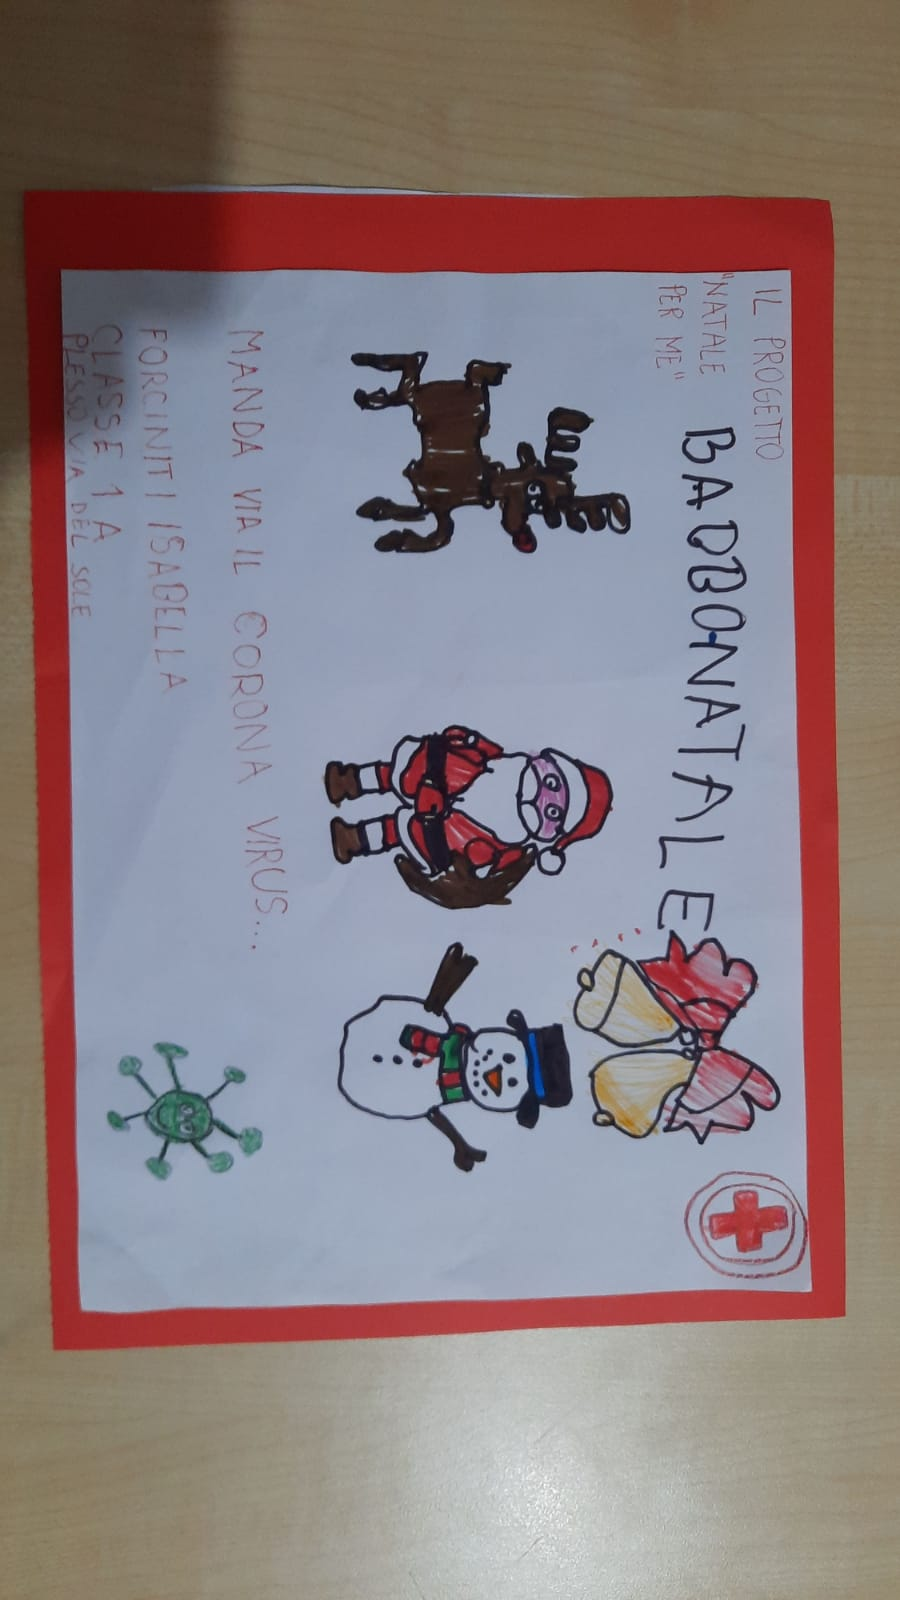 IL PROGETTO
"NATALE
PER ME"
BABBONATALE
MANDA VIA IL CORONA VIRUS...
FORCINITI ISABELLA
CLASSE 1 A
PLESSO VIA DEL SOLE